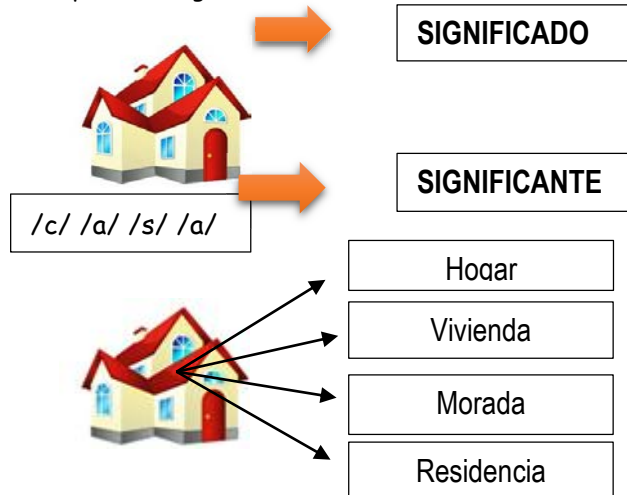 SIGNIFICADO
SIGNIFICANTE
/c/ /a/ /s/ /a/
Hogar
Vivienda
Morada
Residencia